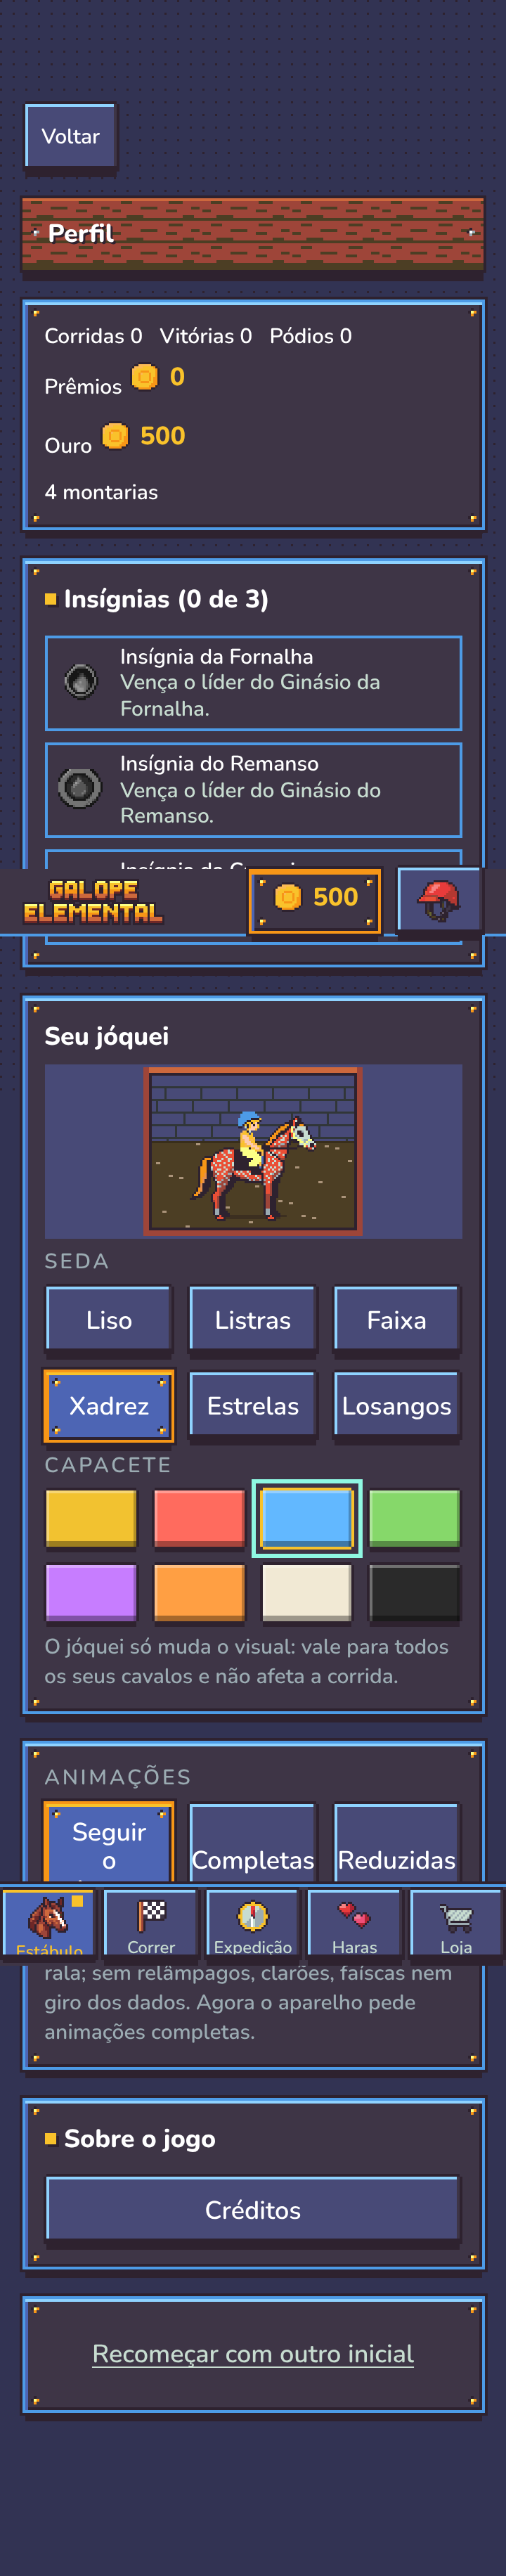 Voltar
Perfil
Corridas 0 Vitórias 0 Pódios 0
Prêmios 0
Ouro 500
4 montarias
Insígnias (0 de 3)
Insígnia da Fornalha
Vença o líder do Ginásio da
Fornalha.
Insígnia do Remanso
Vença o líder do Ginásio do
Remanso.
GALOPE
ELEMENTAL
500
Seu jóquei
SEDA
Liso Listras Faixa
Xadrez Estrelas Losangos
CAPACETE
O jóquei só muda o visual: vale para todos
os seus cavalos e não afeta a corrida.
ANIMAÇÕES
Seguir
o
Completas Reduzidas
Estábulo Correr Expedição Haras Loja
rala; sem relâmpagos, clarões, faíscas nem
giro dos dados. Agora o aparelho pede
animações completas.
Sobre o jogo
Créditos
Recomeçar com outro inicial